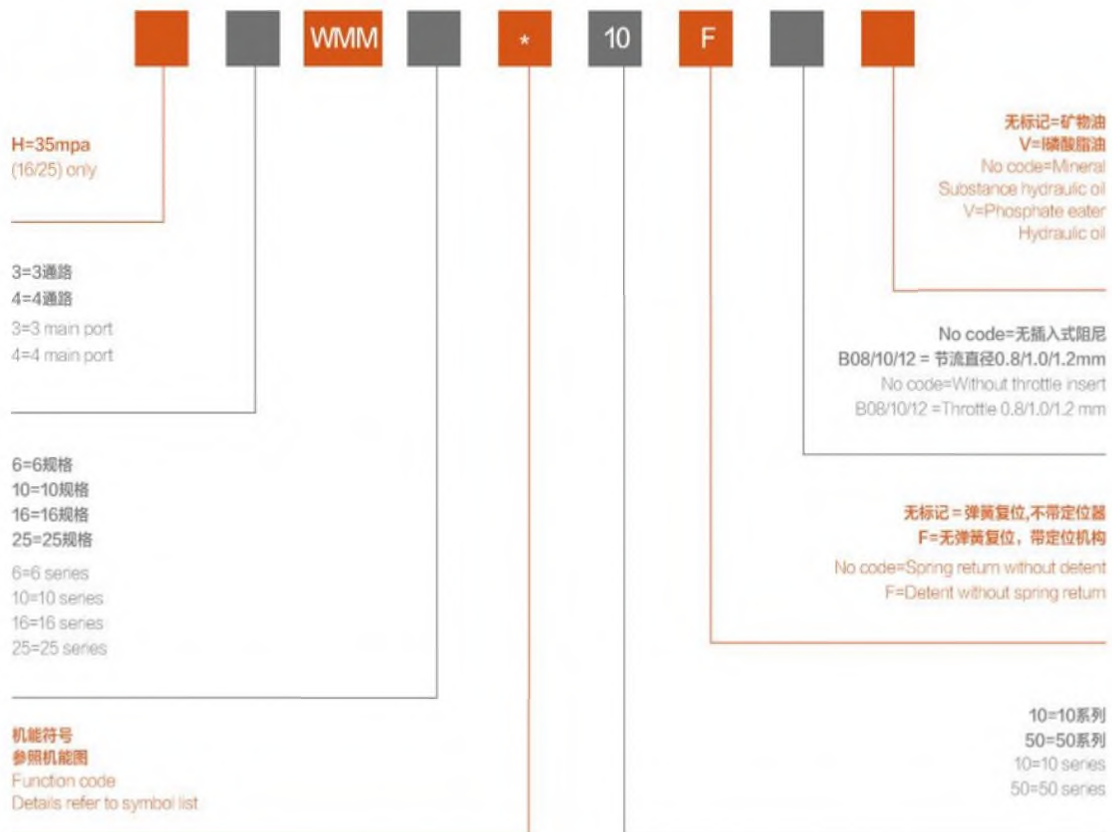 WMM * 10 F
H=35mpa
(16/25) only
3=3通路
4=4通路
3=3 main port
4=4 main port
6=6规格
10=10规格
16=16规格
25=25规格
6=6 series
10=10 series
16=16 series
25=25 series
机能符号
参照机能图
Function code
Details refer to symbol list
无标记=矿物油
V=I磷酸脂油
No code=Mineral
Substance hydraulic oil
V=Phosphate eater
Hydraulic oil
No code=无插入式阻尼
B08/10/12 = 节流直径0.8/1.0/1.2mm
No code=Without throttle insert
B08/10/12 =Throttle 0.8/1.0/1.2 mm
无标记 = 弹簧复位,不带定位器
F=无弹簧复位，带定位机构
No code=Spring return without detent
F=Detent without spring return
10=10系列
50=50系列
10=10 series
50=50 series